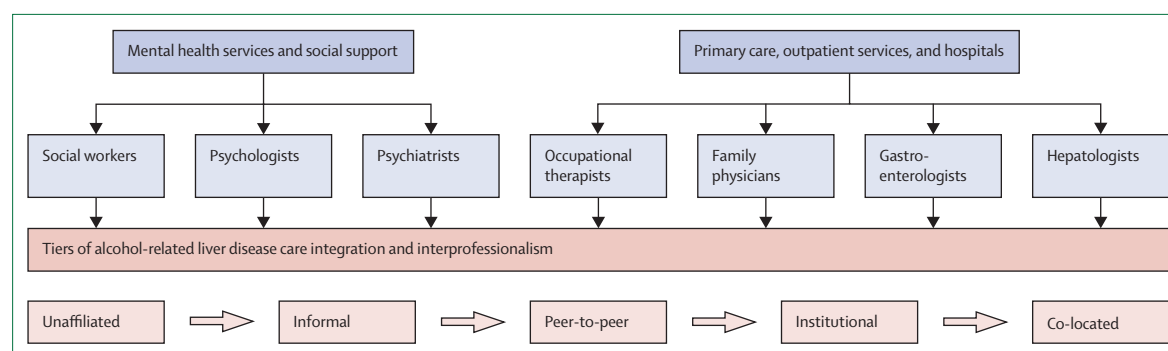 Mental health services and social support
Primary care, outpatient services, and hospitals
Social workers
Psychologists
Psychiatrists
Occupational
therapists
Family
physicians
Gastro-
enterologists
Hepatologists
Tiers of alcohol-related liver disease care integration and interprofessionalism
Unaffiliated
Informal
Peer-to-peer
Institutional
Co-located